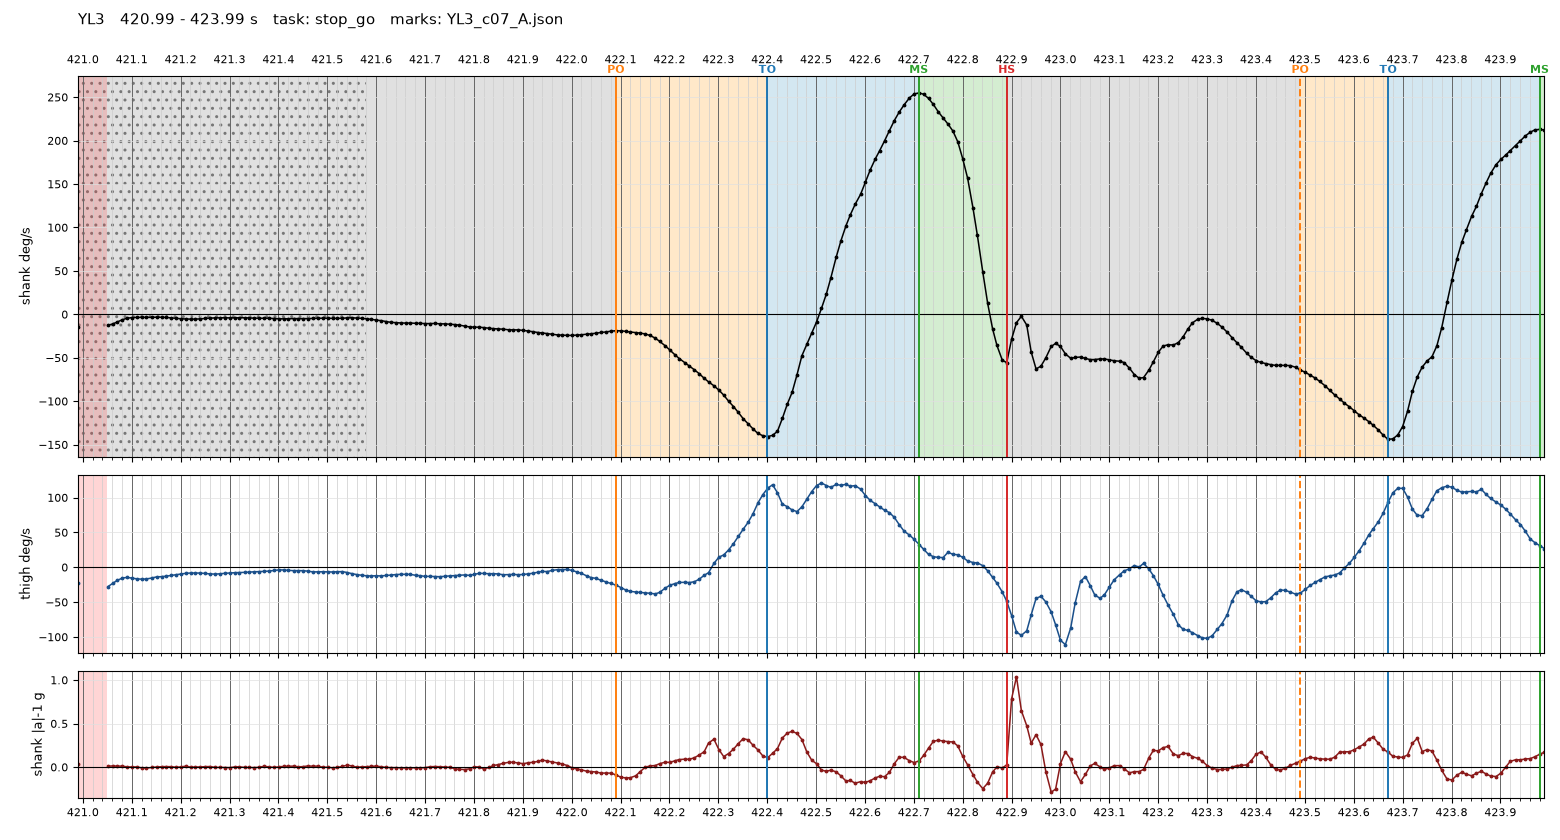 YL3   420.99 - 423.99 s   task: stop_go   marks: YL3_c07_A.json
421.0 421.1 421.2 421.3 421.4 421.5 421.6 421.7 421.8 421.9 422.0 422.1 422.2 422.3 422.4 422.5 422.6 422.7 422.8 422.9 423.0 423.1 423.2 423.3 423.4 423.5 423.6 423.7 423.8 423.9
PO TO MS HS PO TO MS
shank deg/s
250
200
150
100
50
0
−50
−100
−150
thigh deg/s
100
50
0
−50
−100
shank |a|-1 g
1.0
0.5
0.0
421.0 421.1 421.2 421.3 421.4 421.5 421.6 421.7 421.8 421.9 422.0 422.1 422.2 422.3 422.4 422.5 422.6 422.7 422.8 422.9 423.0 423.1 423.2 423.3 423.4 423.5 423.6 423.7 423.8 423.9